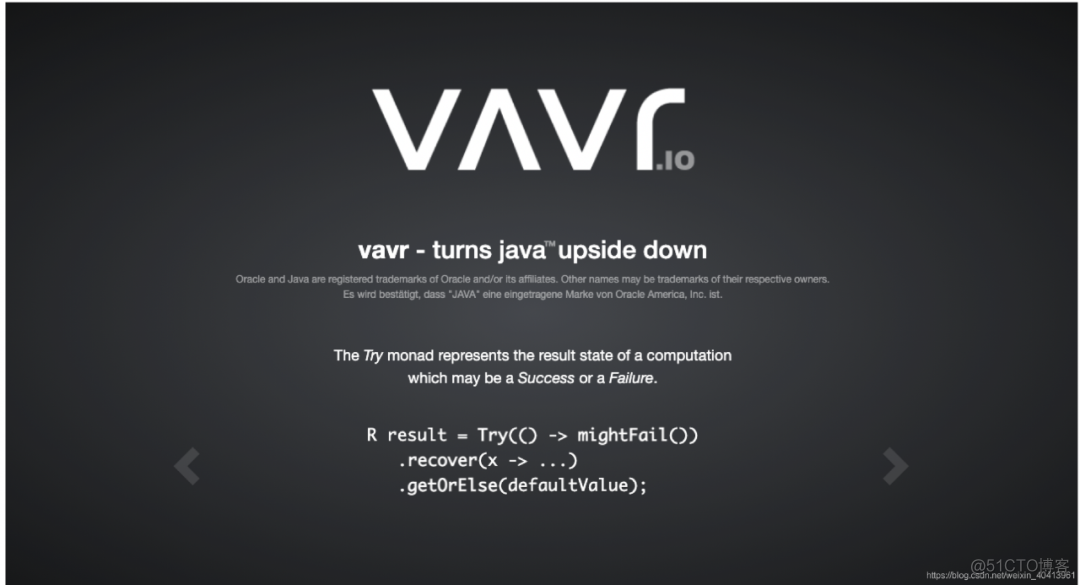 vavr.io
vavr - turns java™ upside down
Oracle and Java are registered trademarks of Oracle and/or its affiliates. Other names may be trademarks of their respective owners.
Es wird bestätigt, dass "JAVA" eine eingetragene Marke von Oracle America, Inc. ist.
The Try monad represents the result state of a computation
which may be a Success or a Failure.
R result = Try(() -> mightFail())
.recover(x -> ...)
.getOrElse(defaultValue);
@51CTO博客
https://blog.csdn.net/weixin_40413961